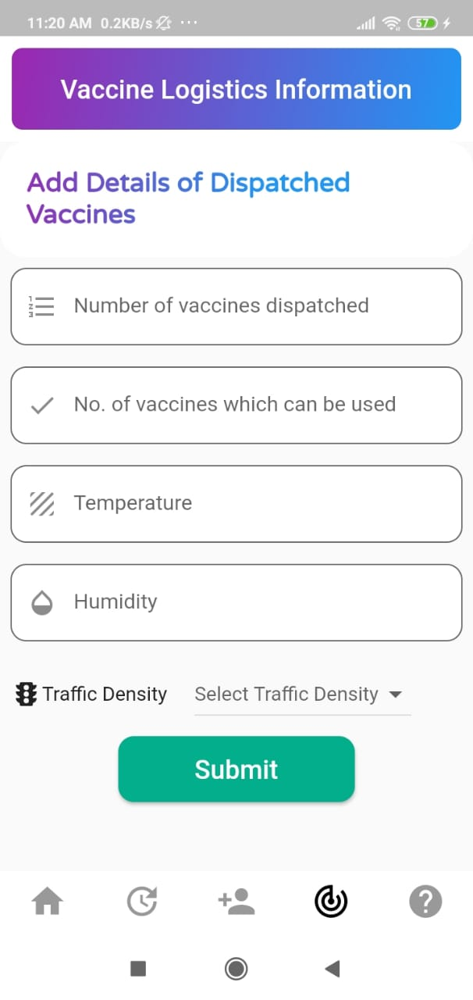 11:20 AM 0.2KB/s ...
57
Vaccine Logistics Information
Add Details of Dispatched
Vaccines
Number of vaccines dispatched
No. of vaccines which can be used
Temperature
Humidity
Traffic Density Select Traffic Density
Submit